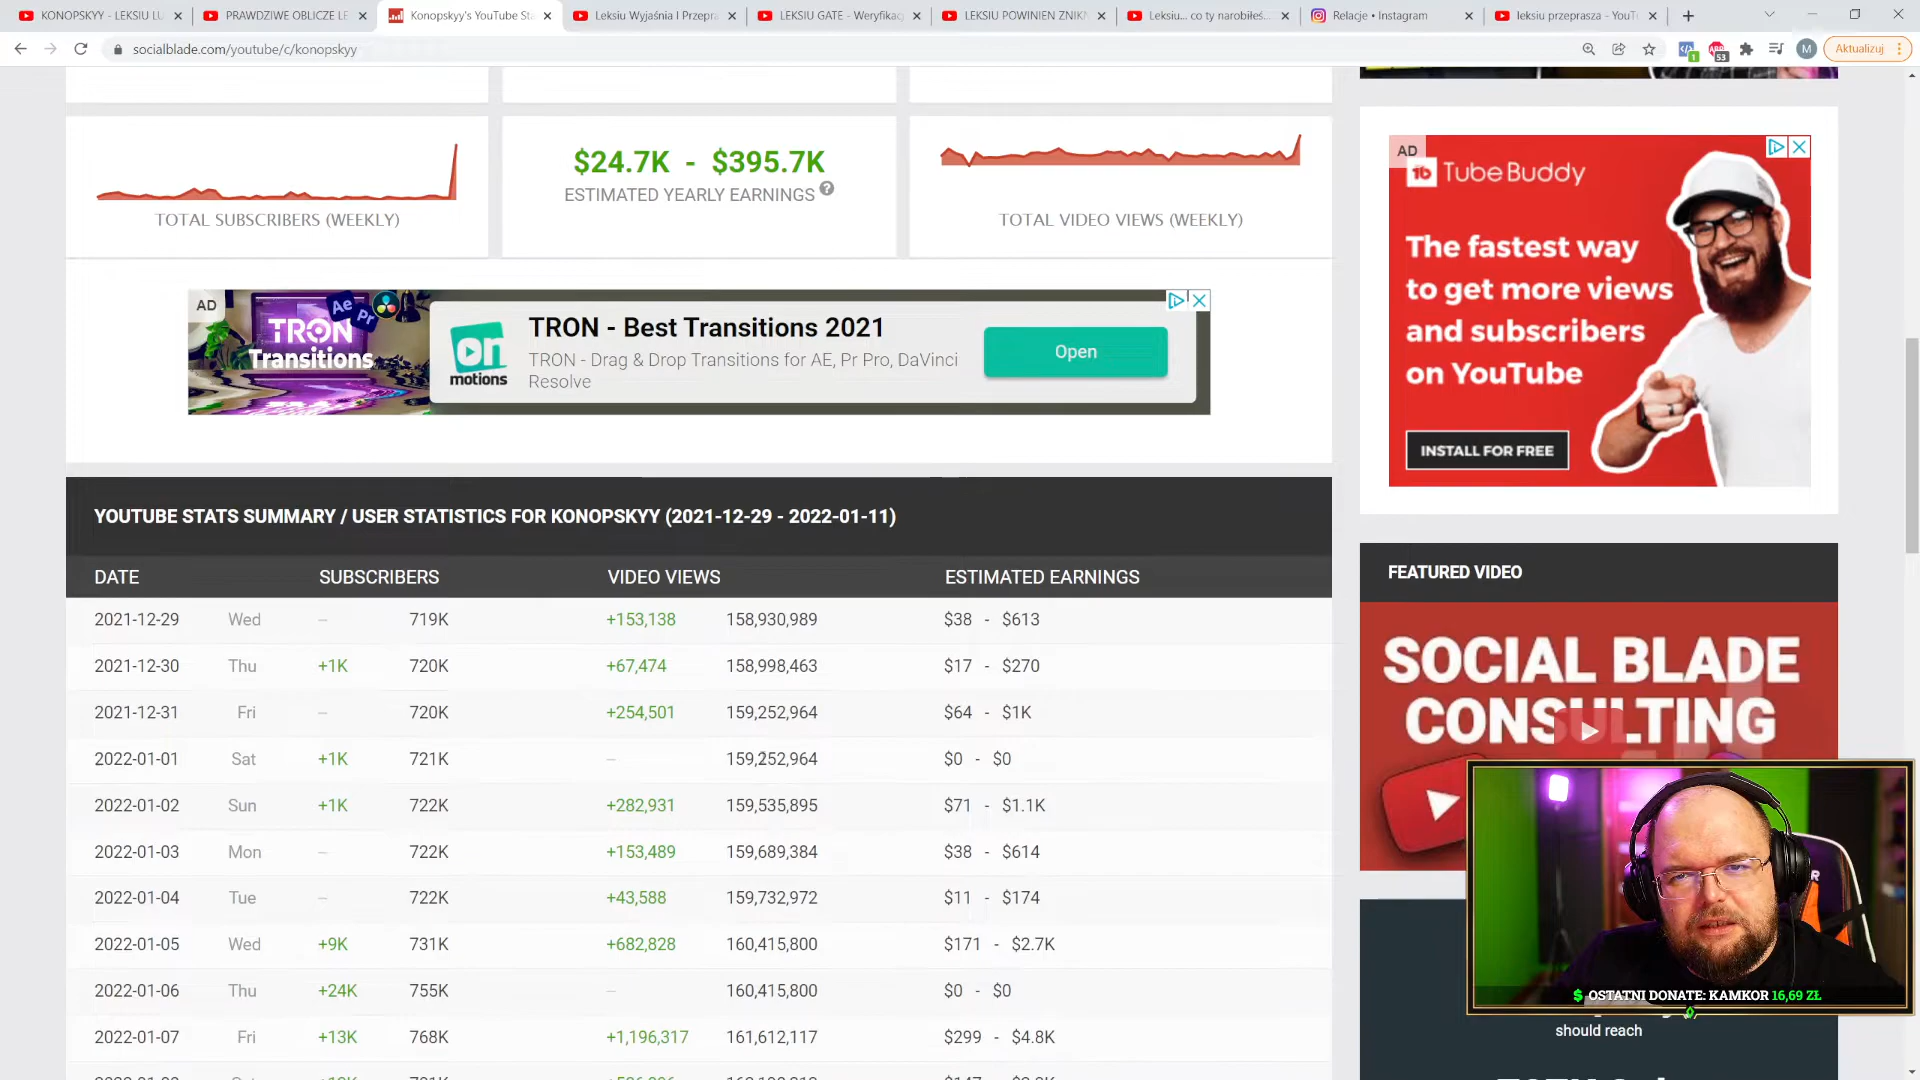 KONOPSKYY - LEKSIU LU
PRAWDZIWE OBLICZE LE
Konopskyy's YouTube St
Leksiu Wyjaśnia I Przepra
LEKSIU GATE - Weryfikac
LEKSIU POWINIEN ZNIK
Leksiu... co ty narobiłeś...
Relacje • Instagram
leksiu przeprasza - YouT
socialblade.com/youtube/c/konopskyy
1
ABP
53
M
Aktualizuj
TOTAL SUBSCRIBERS (WEEKLY)
$24.7K - $395.7K
ESTIMATED YEARLY EARNINGS ?
TOTAL VIDEO VIEWS (WEEKLY)
AD
TRON
Transitions
Ae
Pr
on
motions
TRON - Best Transitions 2021
TRON - Drag & Drop Transitions for AE, Pr Pro, DaVinci
Resolve
Open
AD
TubeBuddy
The fastest way
to get more views
and subscribers
on YouTube
INSTALL FOR FREE
YOUTUBE STATS SUMMARY / USER STATISTICS FOR KONOPSKYY (2021-12-29 - 2022-01-11)
DATE SUBSCRIBERS VIDEO VIEWS ESTIMATED EARNINGS
2021-12-29 Wed -- 719K +153,138 158,930,989 $38 - $613
2021-12-30 Thu +1K 720K +67,474 158,998,463 $17 - $270
2021-12-31 Fri -- 720K +254,501 159,252,964 $64 - $1K
2022-01-01 Sat +1K 721K -- 159,252,964 $0 - $0
2022-01-02 Sun +1K 722K +282,931 159,535,895 $71 - $1.1K
2022-01-03 Mon -- 722K +153,489 159,689,384 $38 - $614
2022-01-04 Tue -- 722K +43,588 159,732,972 $11 - $174
2022-01-05 Wed +9K 731K +682,828 160,415,800 $171 - $2.7K
2022-01-06 Thu +24K 755K -- 160,415,800 $0 - $0
2022-01-07 Fri +13K 768K +1,196,317 161,612,117 $299 - $4.8K
FEATURED VIDEO
SOCIAL BLADE
CONSULTING
$ OSTATNI DONATE: KAMKOR 16,69 ZŁ
should reach